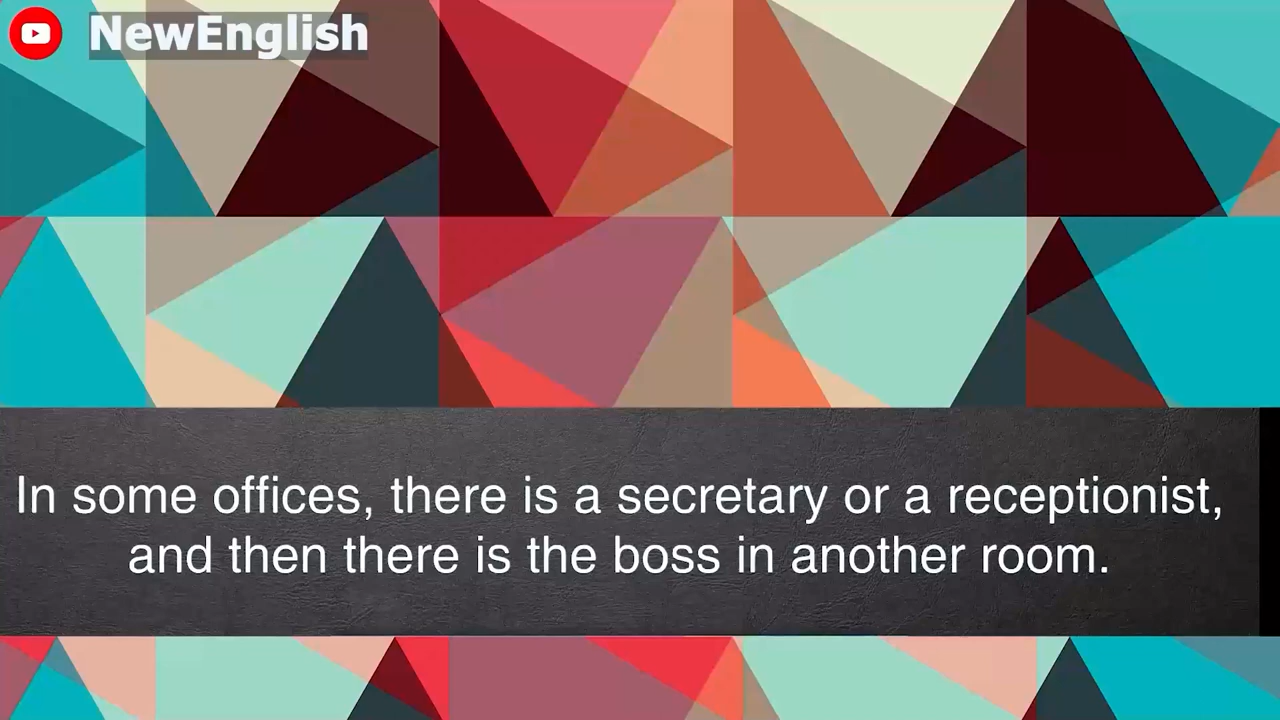 NewEnglish
In some offices, there is a secretary or a receptionist,
and then there is the boss in another room.